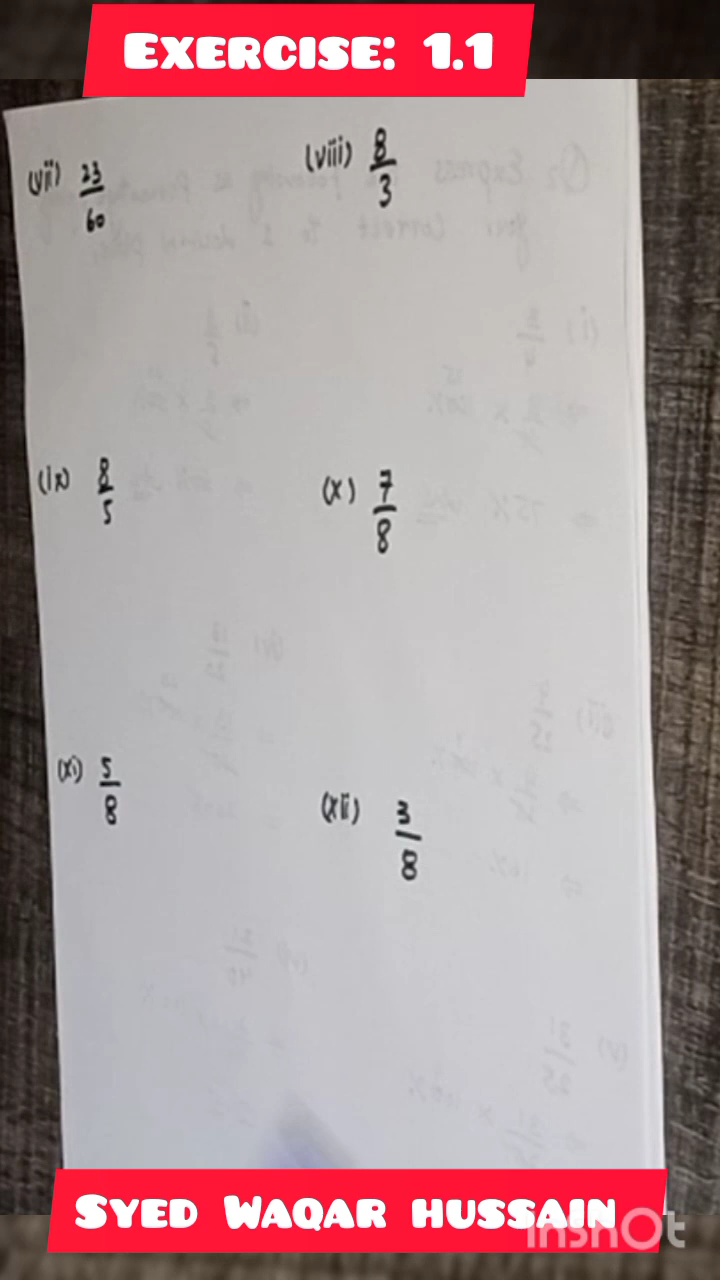 EXERCISE: 1.1
(vii) 23/60
(viii) 8/3
(ix) 8/5
(x) 7/8
(xi) 5/8
(xii) 3/8
SYED WAQAR HUSSAIN
inshOt